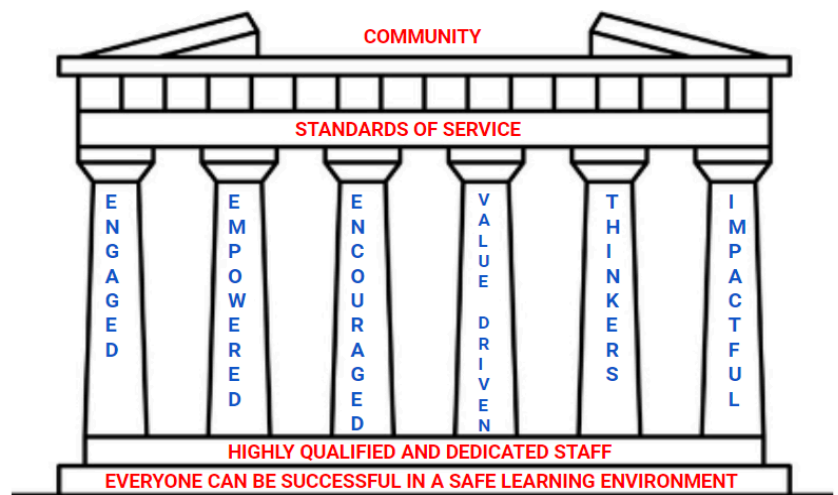 COMMUNITY
STANDARDS OF SERVICE
ENGAGED
EMPOWERED
ENCOURAGED
VALUE DRIVEN
THINKERS
IMPACTFUL
HIGHLY QUALIFIED AND DEDICATED STAFF
EVERYONE CAN BE SUCCESSFUL IN A SAFE LEARNING ENVIRONMENT